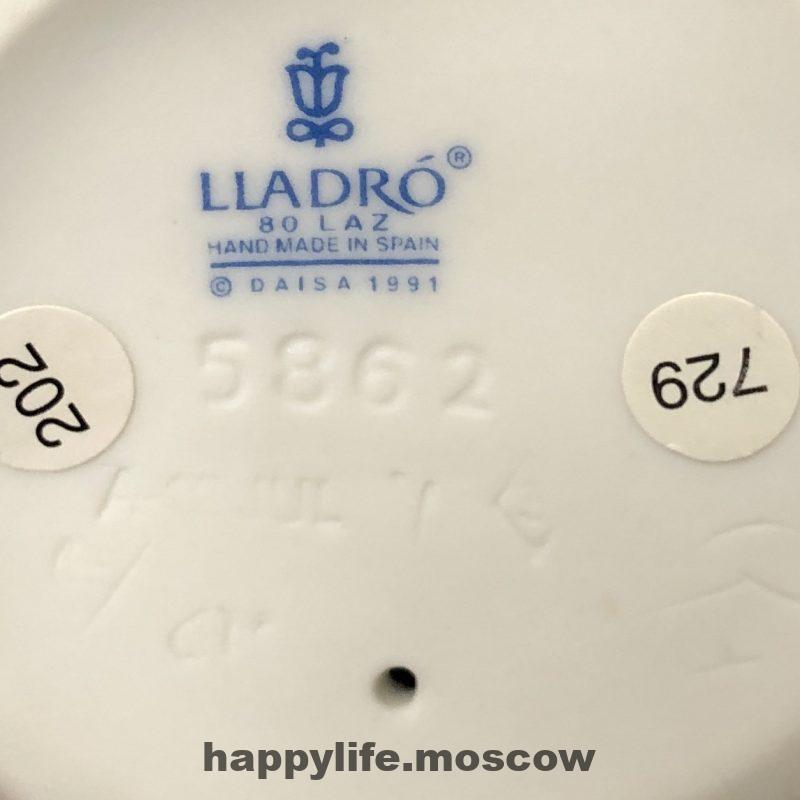 LLADRÓ®
80 LAZ
HAND MADE IN SPAIN
© DAISA 1991
5862
202
729
happylife.moscow